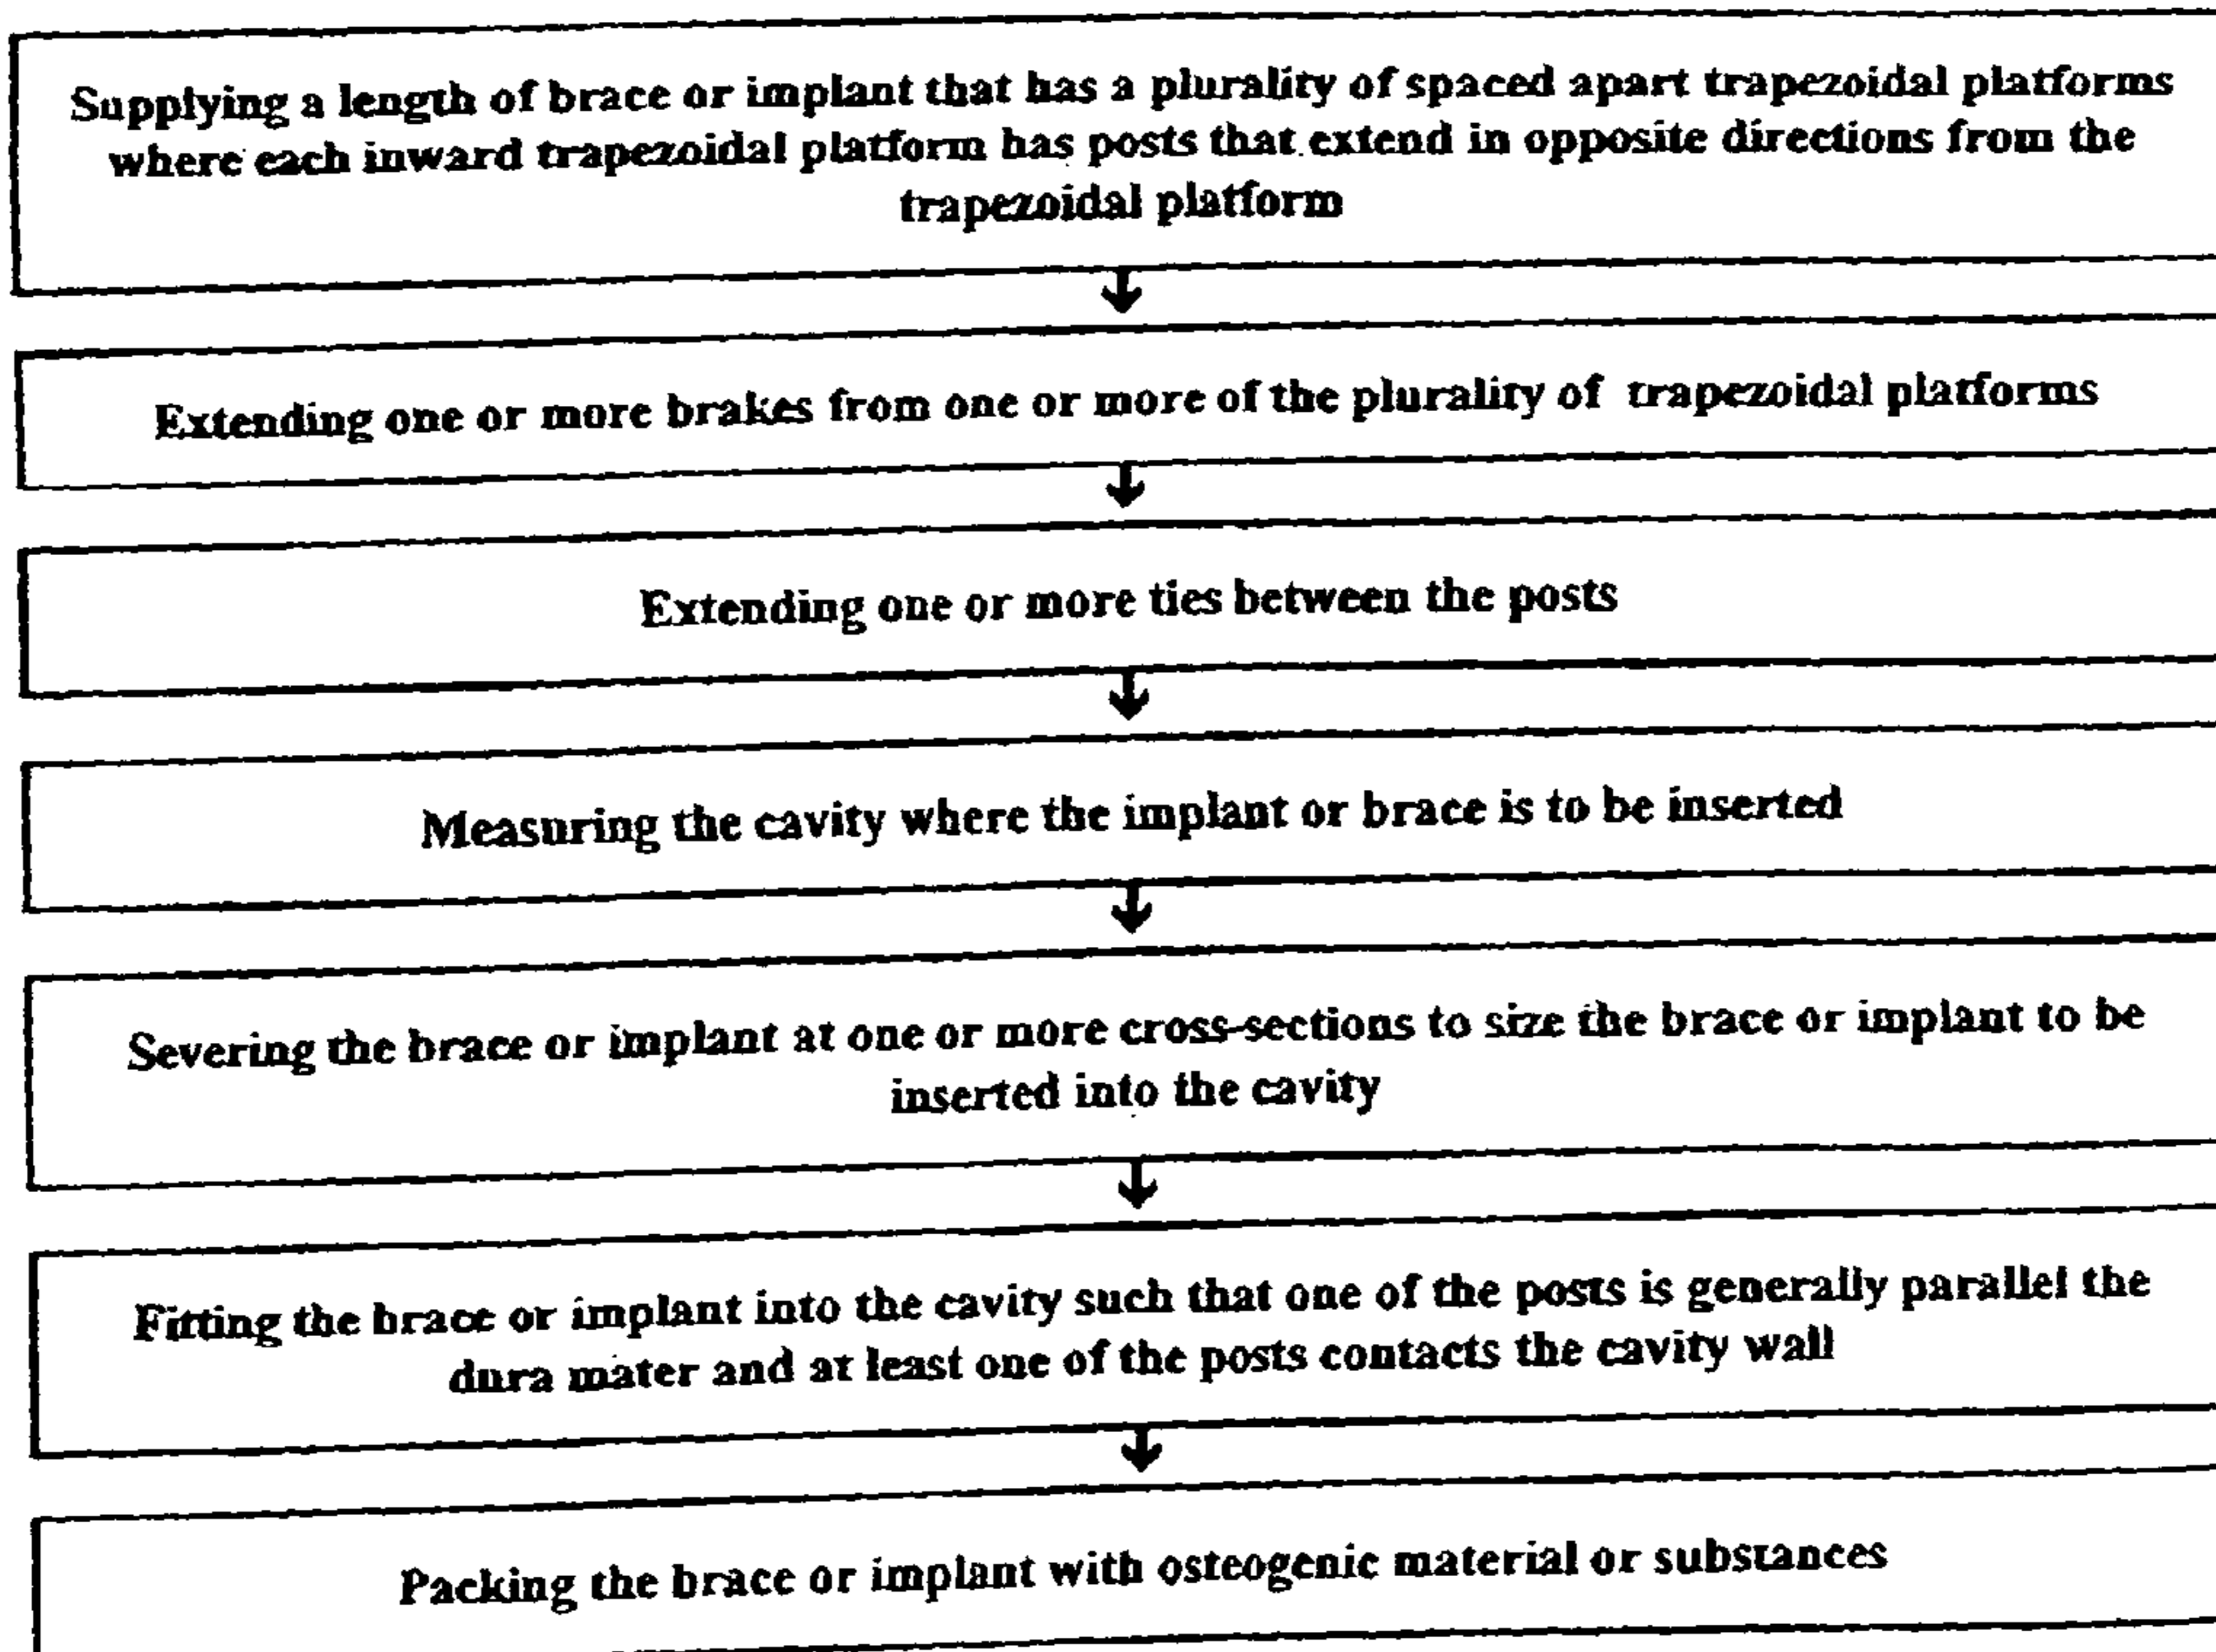 Supplying a length of brace or implant that has a plurality of spaced apart trapezoidal platforms
where each inward trapezoidal platform has posts that extend in opposite directions from the
trapezoidal platform
Extending one or more brakes from one or more of the plurality of trapezoidal platforms
Extending one or more ties between the posts
Measuring the cavity where the implant or brace is to be inserted
Severing the brace or implant at one or more cross-sections to size the brace or implant to be
inserted into the cavity
Fitting the brace or implant into the cavity such that one of the posts is generally parallel the
dura mater and at least one of the posts contacts the cavity wall
Packing the brace or implant with osteogenic material or substances